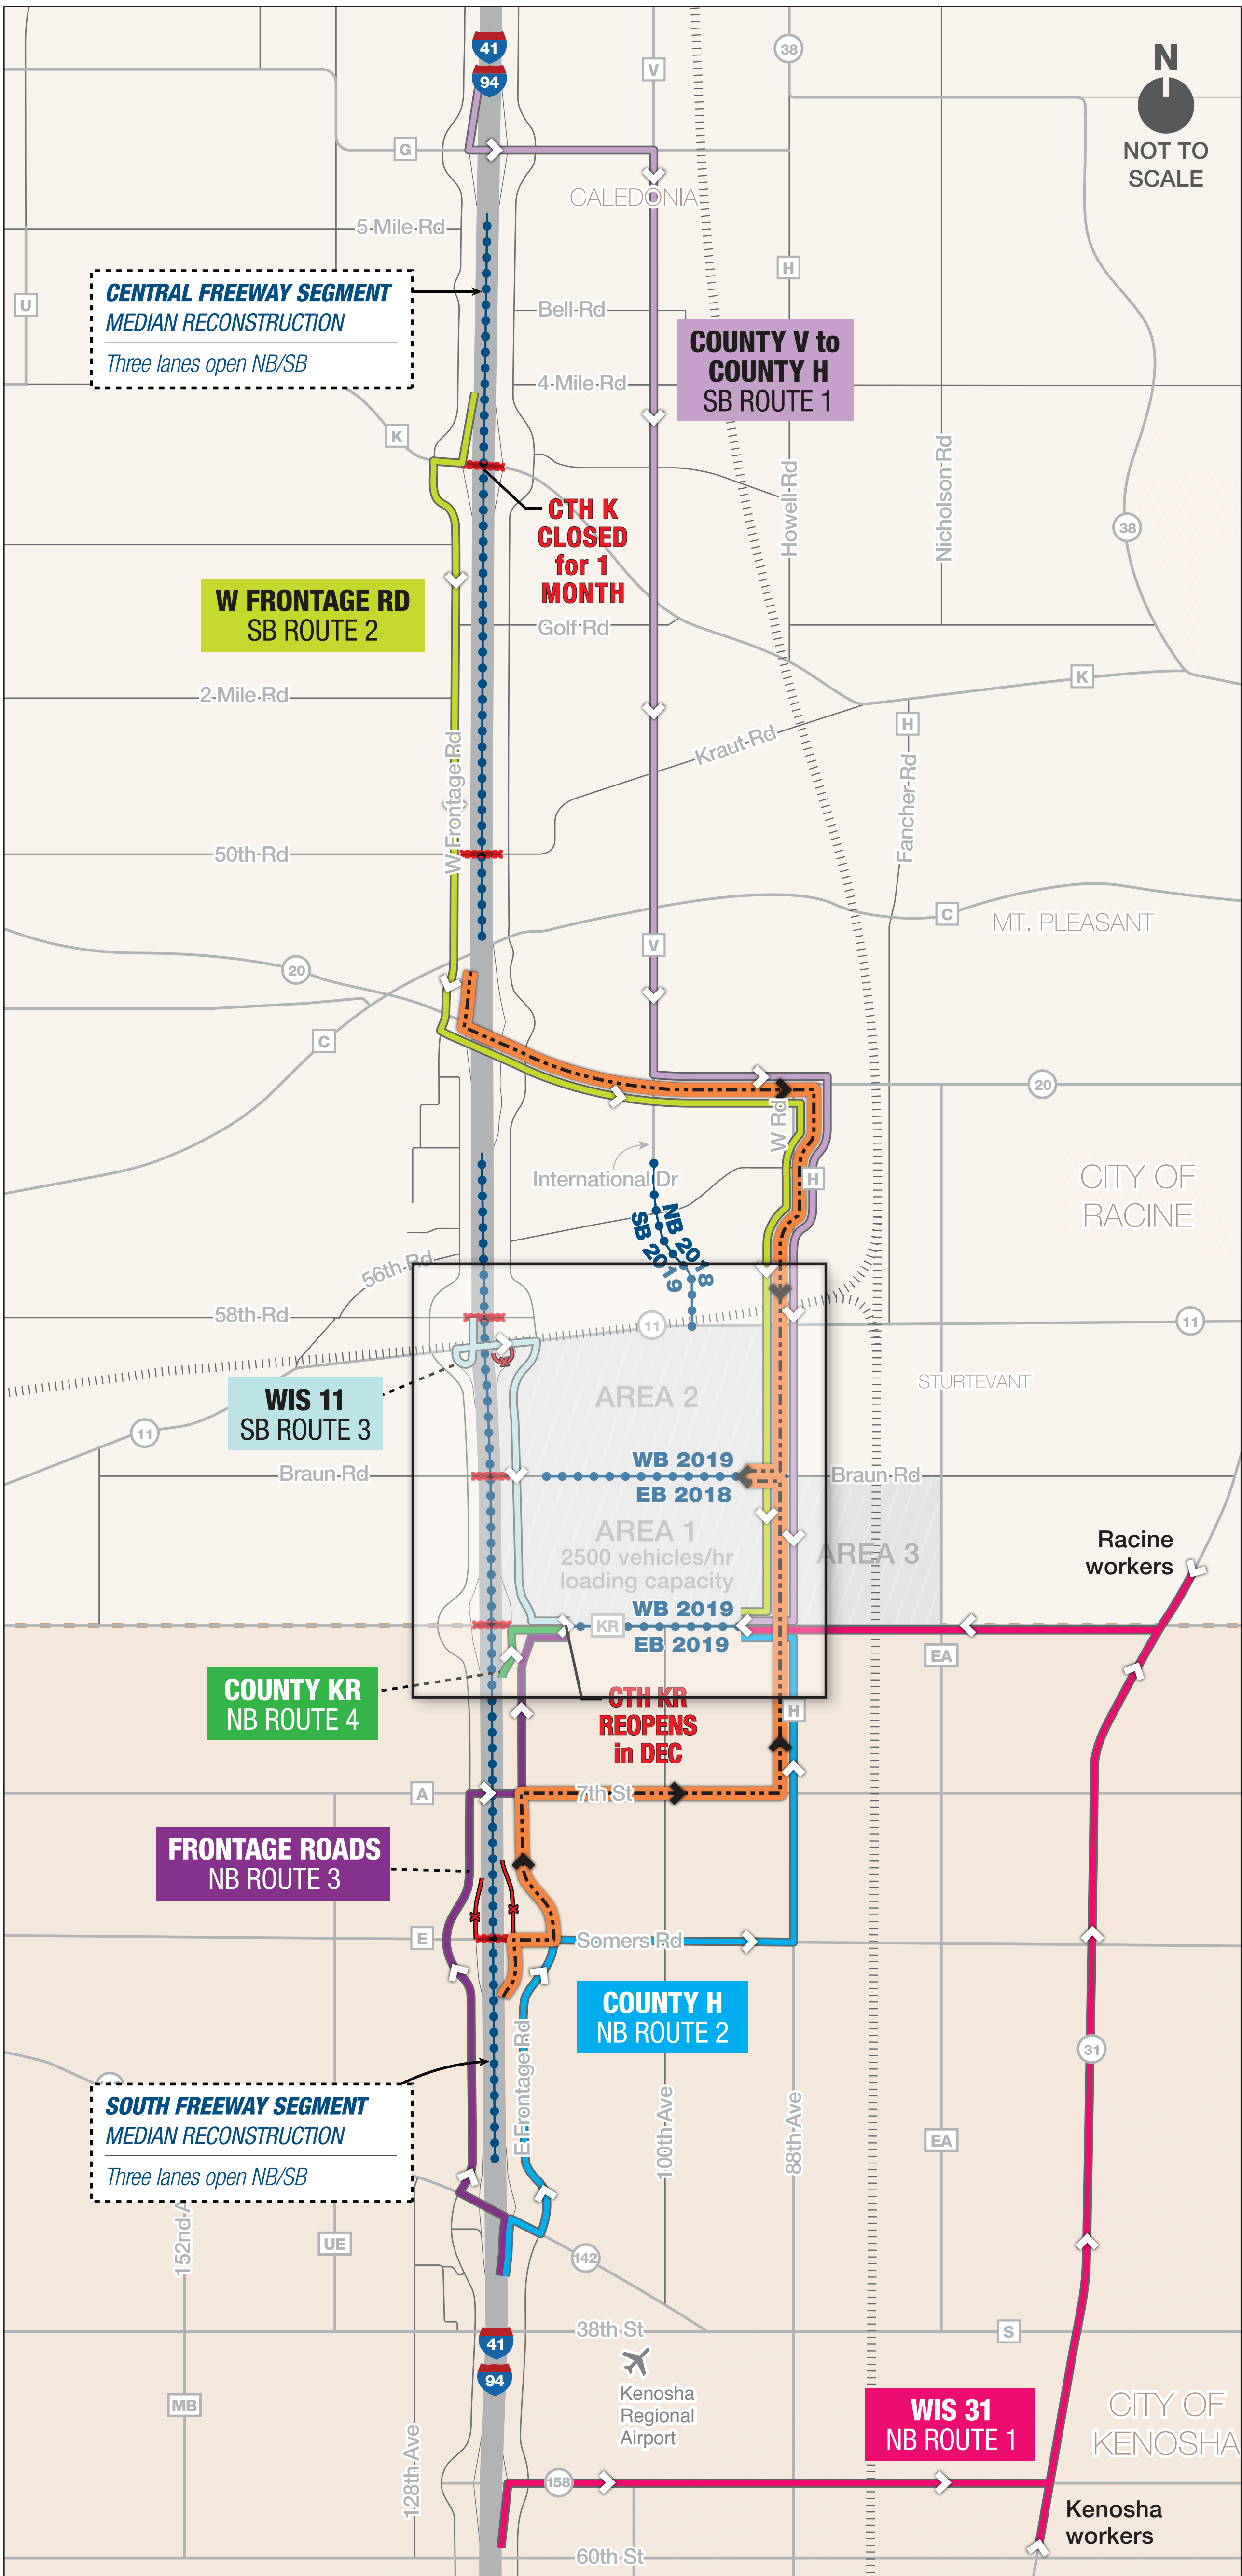 41
94
V
38
N
NOT TO
SCALE
G
CALEDONIA
5 Mile Rd
U
H
CENTRAL FREEWAY SEGMENT
MEDIAN RECONSTRUCTION
Three lanes open NB/SB
Bell Rd
COUNTY V to
COUNTY H
SB ROUTE 1
4 Mile Rd
K
Howell Rd
Nicholson Rd
38
CTH K
CLOSED
for 1
MONTH
W FRONTAGE RD
SB ROUTE 2
Golf Rd
K
2 Mile Rd
H
Kraut Rd
W Frontage Rd
Fancher Rd
50th Rd
C
MT. PLEASANT
V
20
C
20
W Rd
International Dr
H
CITY OF
RACINE
NB 2018
SB 2019
56th Rd
58th Rd
11
11
WIS 11
SB ROUTE 3
AREA 2
STURTEVANT
11
Braun Rd
WB 2019
EB 2018
Braun Rd
AREA 1
2500 vehicles/hr
loading capacity
AREA 3
Racine
workers
WB 2019
KR
EB 2019
EA
COUNTY KR
NB ROUTE 4
CTH KR
REOPENS
in DEC
H
A
7th St
FRONTAGE ROADS
NB ROUTE 3
E
Somers Rd
COUNTY H
NB ROUTE 2
E Frontage Rd
31
100th Ave
88th Ave
EA
SOUTH FREEWAY SEGMENT
MEDIAN RECONSTRUCTION
Three lanes open NB/SB
152nd A
UE
142
38th St
S
41
94
Kenosha
Regional
Airport
MB
WIS 31
NB ROUTE 1
CITY OF
KENOSHA
128th Ave
158
Kenosha
workers
60th St